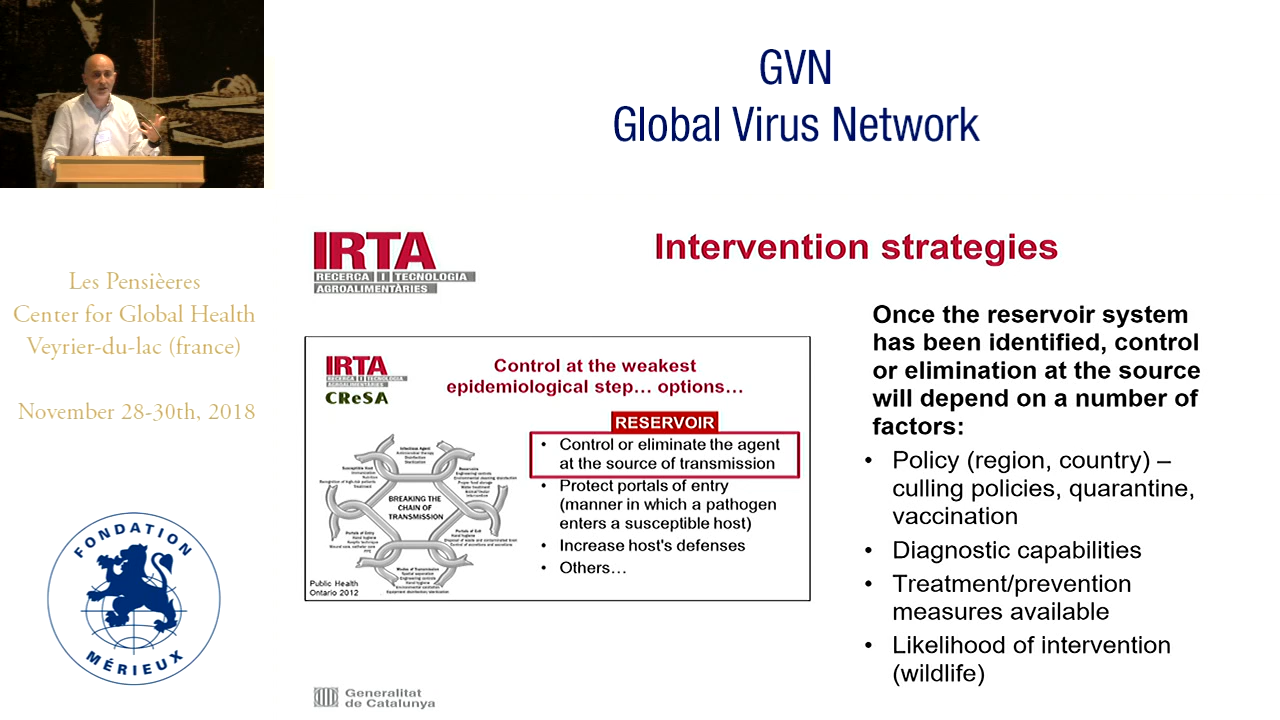 GVN
Global Virus Network
Les Pensièeres
Center for Global Health
Veyrier-du-lac (france)
November 28-30th, 2018
FONDATION
MÉRIEUX
IRTA
RECERCA I TECNOLOGIA
AGROALIMENTÀRIES
Intervention strategies
IRTA
RECERCA I TECNOLOGIA
AGROALIMENTÀRIES
CReSA
Control at the weakest
epidemiological step... options...
RESERVOIR
• Control or eliminate the agent
at the source of transmission
• Protect portals of entry
(manner in which a pathogen
enters a susceptible host)
• Increase host's defenses
• Others...
BREAKING THE
CHAIN OF
TRANSMISSION
Public Health
Ontario 2012
Once the reservoir system
has been identified, control
or elimination at the source
will depend on a number of
factors:
• Policy (region, country) –
culling policies, quarantine,
vaccination
• Diagnostic capabilities
• Treatment/prevention
measures available
• Likelihood of intervention
(wildlife)
Generalitat
de Catalunya